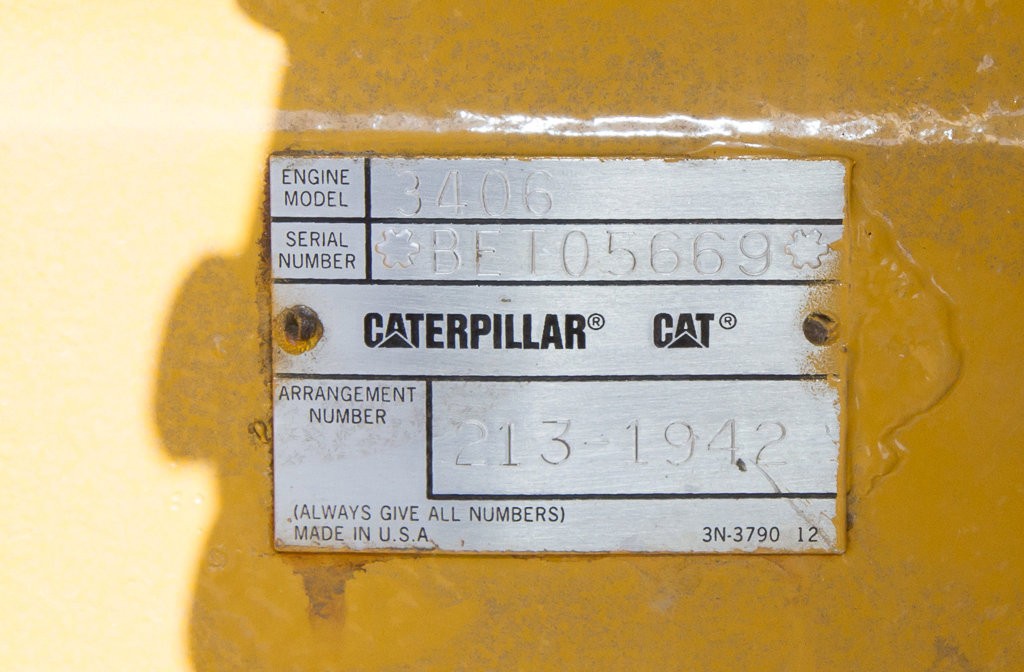 ENGINE MODEL 3406
SERIAL NUMBER *BET05669*
CATERPILLAR® CAT®
ARRANGEMENT NUMBER 213-1942
(ALWAYS GIVE ALL NUMBERS)
MADE IN U.S.A. 3N-3790 12